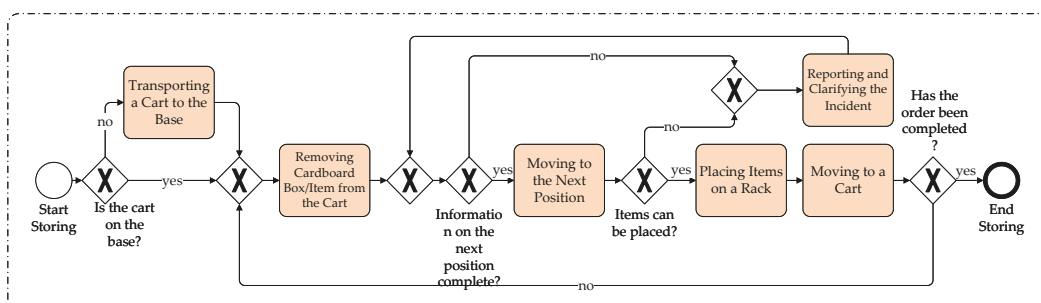 Start
Storing
Is the cart
on the
base?
no
yes
Transporting
a Cart to the
Base
Removing
Cardboard
Box/Item from
the Cart
Informatio
n on the
next
position
complete?
no
yes
Moving to
the Next
Position
Items can
be placed?
no
yes
Reporting and
Clarifying the
Incident
Placing Items
on a Rack
Moving to a
Cart
Has the
order been
completed
?
yes
no
End
Storing